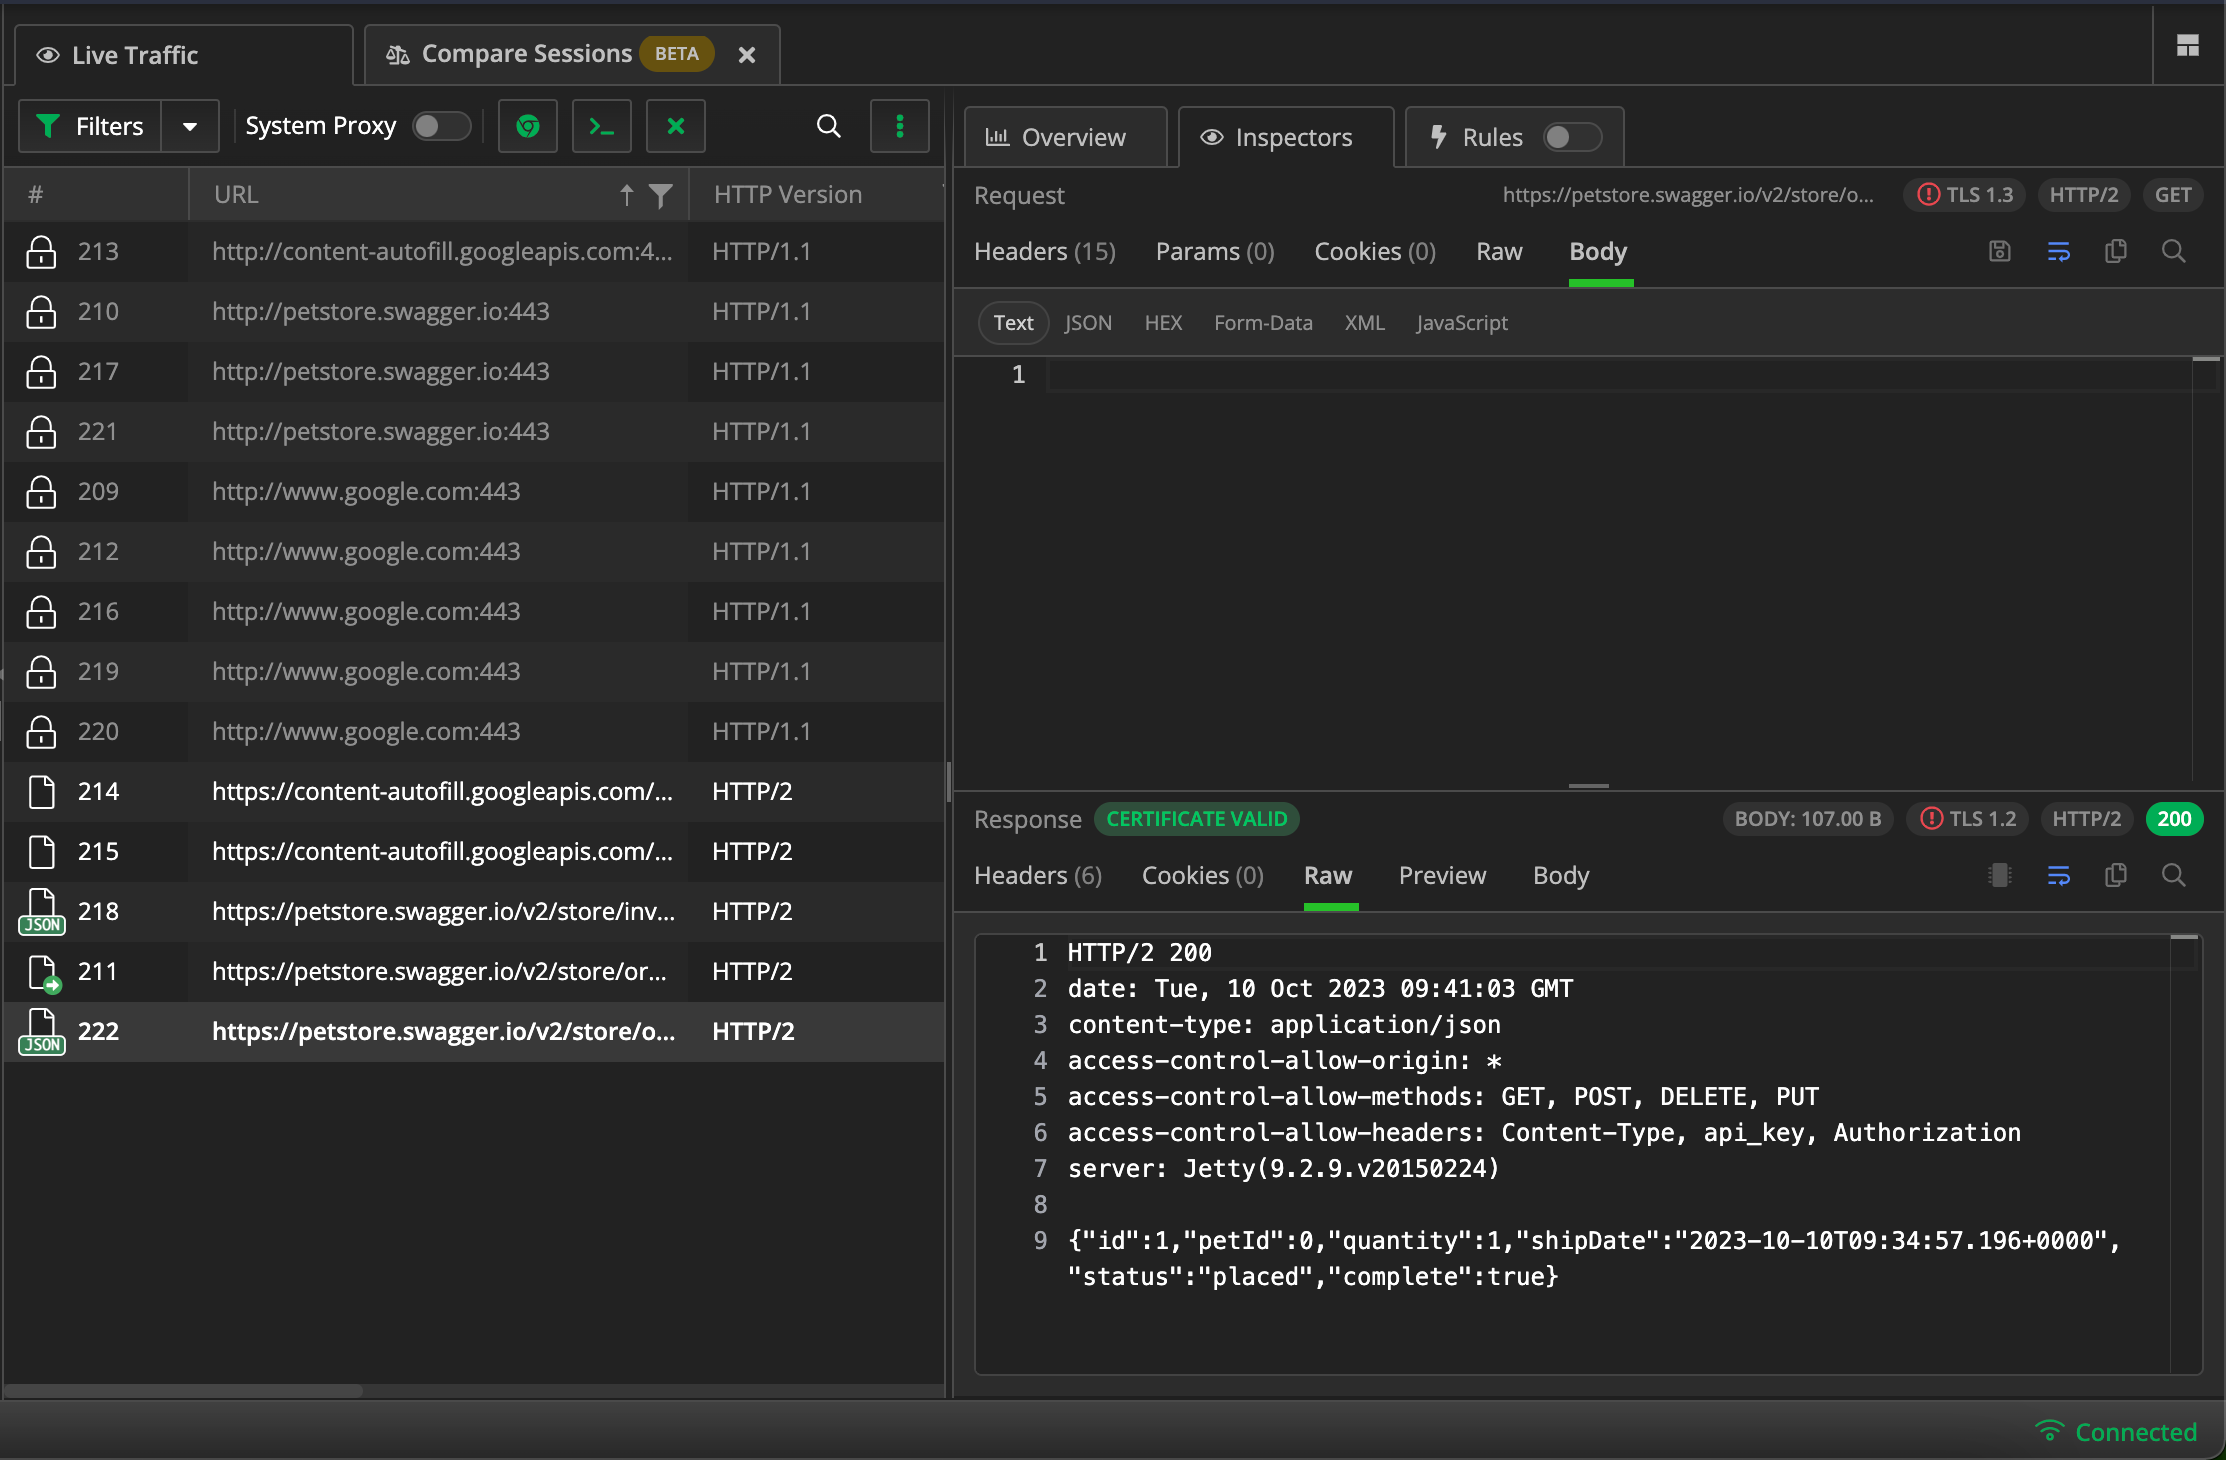 Live Traffic
Compare Sessions BETA
Filters System Proxy
# URL HTTP Version
213 http://content-autofill.googleapis.com:4... HTTP/1.1
210 http://petstore.swagger.io:443 HTTP/1.1
217 http://petstore.swagger.io:443 HTTP/1.1
221 http://petstore.swagger.io:443 HTTP/1.1
209 http://www.google.com:443 HTTP/1.1
212 http://www.google.com:443 HTTP/1.1
216 http://www.google.com:443 HTTP/1.1
219 http://www.google.com:443 HTTP/1.1
220 http://www.google.com:443 HTTP/1.1
214 https://content-autofill.googleapis.com/... HTTP/2
215 https://content-autofill.googleapis.com/... HTTP/2
JSON 218 https://petstore.swagger.io/v2/store/inv... HTTP/2
211 https://petstore.swagger.io/v2/store/or... HTTP/2
JSON 222 https://petstore.swagger.io/v2/store/o... HTTP/2
Overview Inspectors Rules
Request https://petstore.swagger.io/v2/store/o... TLS 1.3 HTTP/2 GET
Headers (15) Params (0) Cookies (0) Raw Body
Text JSON HEX Form-Data XML JavaScript
1
Response CERTIFICATE VALID BODY: 107.00 B TLS 1.2 HTTP/2 200
Headers (6) Cookies (0) Raw Preview Body
1 HTTP/2 200
2 date: Tue, 10 Oct 2023 09:41:03 GMT
3 content-type: application/json
4 access-control-allow-origin: *
5 access-control-allow-methods: GET, POST, DELETE, PUT
6 access-control-allow-headers: Content-Type, api_key, Authorization
7 server: Jetty(9.2.9.v20150224)
8
9 {"id":1,"petId":0,"quantity":1,"shipDate":"2023-10-10T09:34:57.196+0000",
"status":"placed","complete":true}
Connected